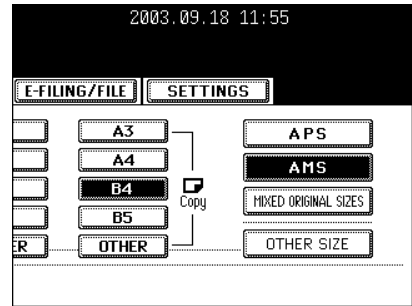 2003.09.18 11:55
E-FILING/FILE SETTINGS
A3 APS
A4 AMS
B4 Copy MIXED ORIGINAL SIZES
B5
OTHER OTHER SIZE